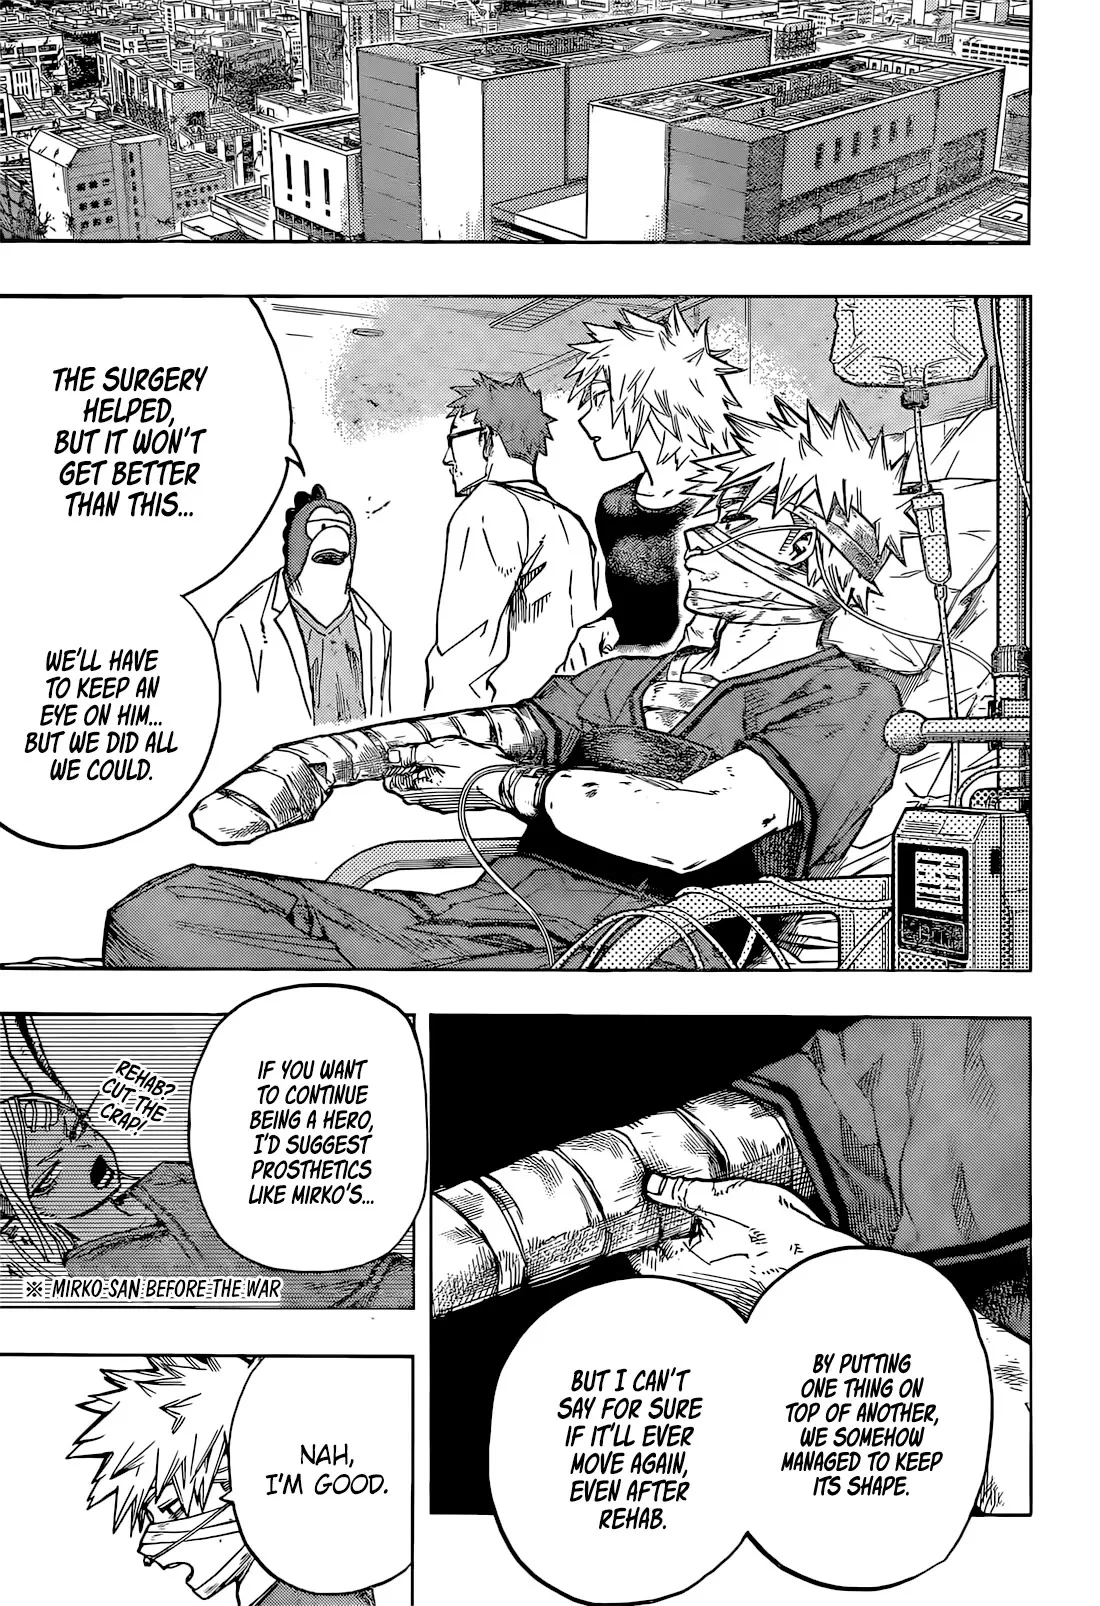 THE SURGERY
HELPED,
BUT IT WON'T
GET BETTER
THAN THIS...
WE'LL HAVE
TO KEEP AN
EYE ON HIM...
BUT WE DID ALL
WE COULD.
BY PUTTING
ONE THING ON
TOP OF ANOTHER,
WE SOMEHOW
MANAGED TO KEEP
ITS SHAPE.
BUT I CAN'T
SAY FOR SURE
IF IT'LL EVER
MOVE AGAIN,
EVEN AFTER
REHAB.
IF YOU WANT
TO CONTINUE
BEING A HERO,
I'D SUGGEST
PROSTHETICS
LIKE MIRKO'S...
REHAB?
CUT THE
CRAP!
※ MIRKO-SAN BEFORE THE WAR
NAH,
I'M GOOD.